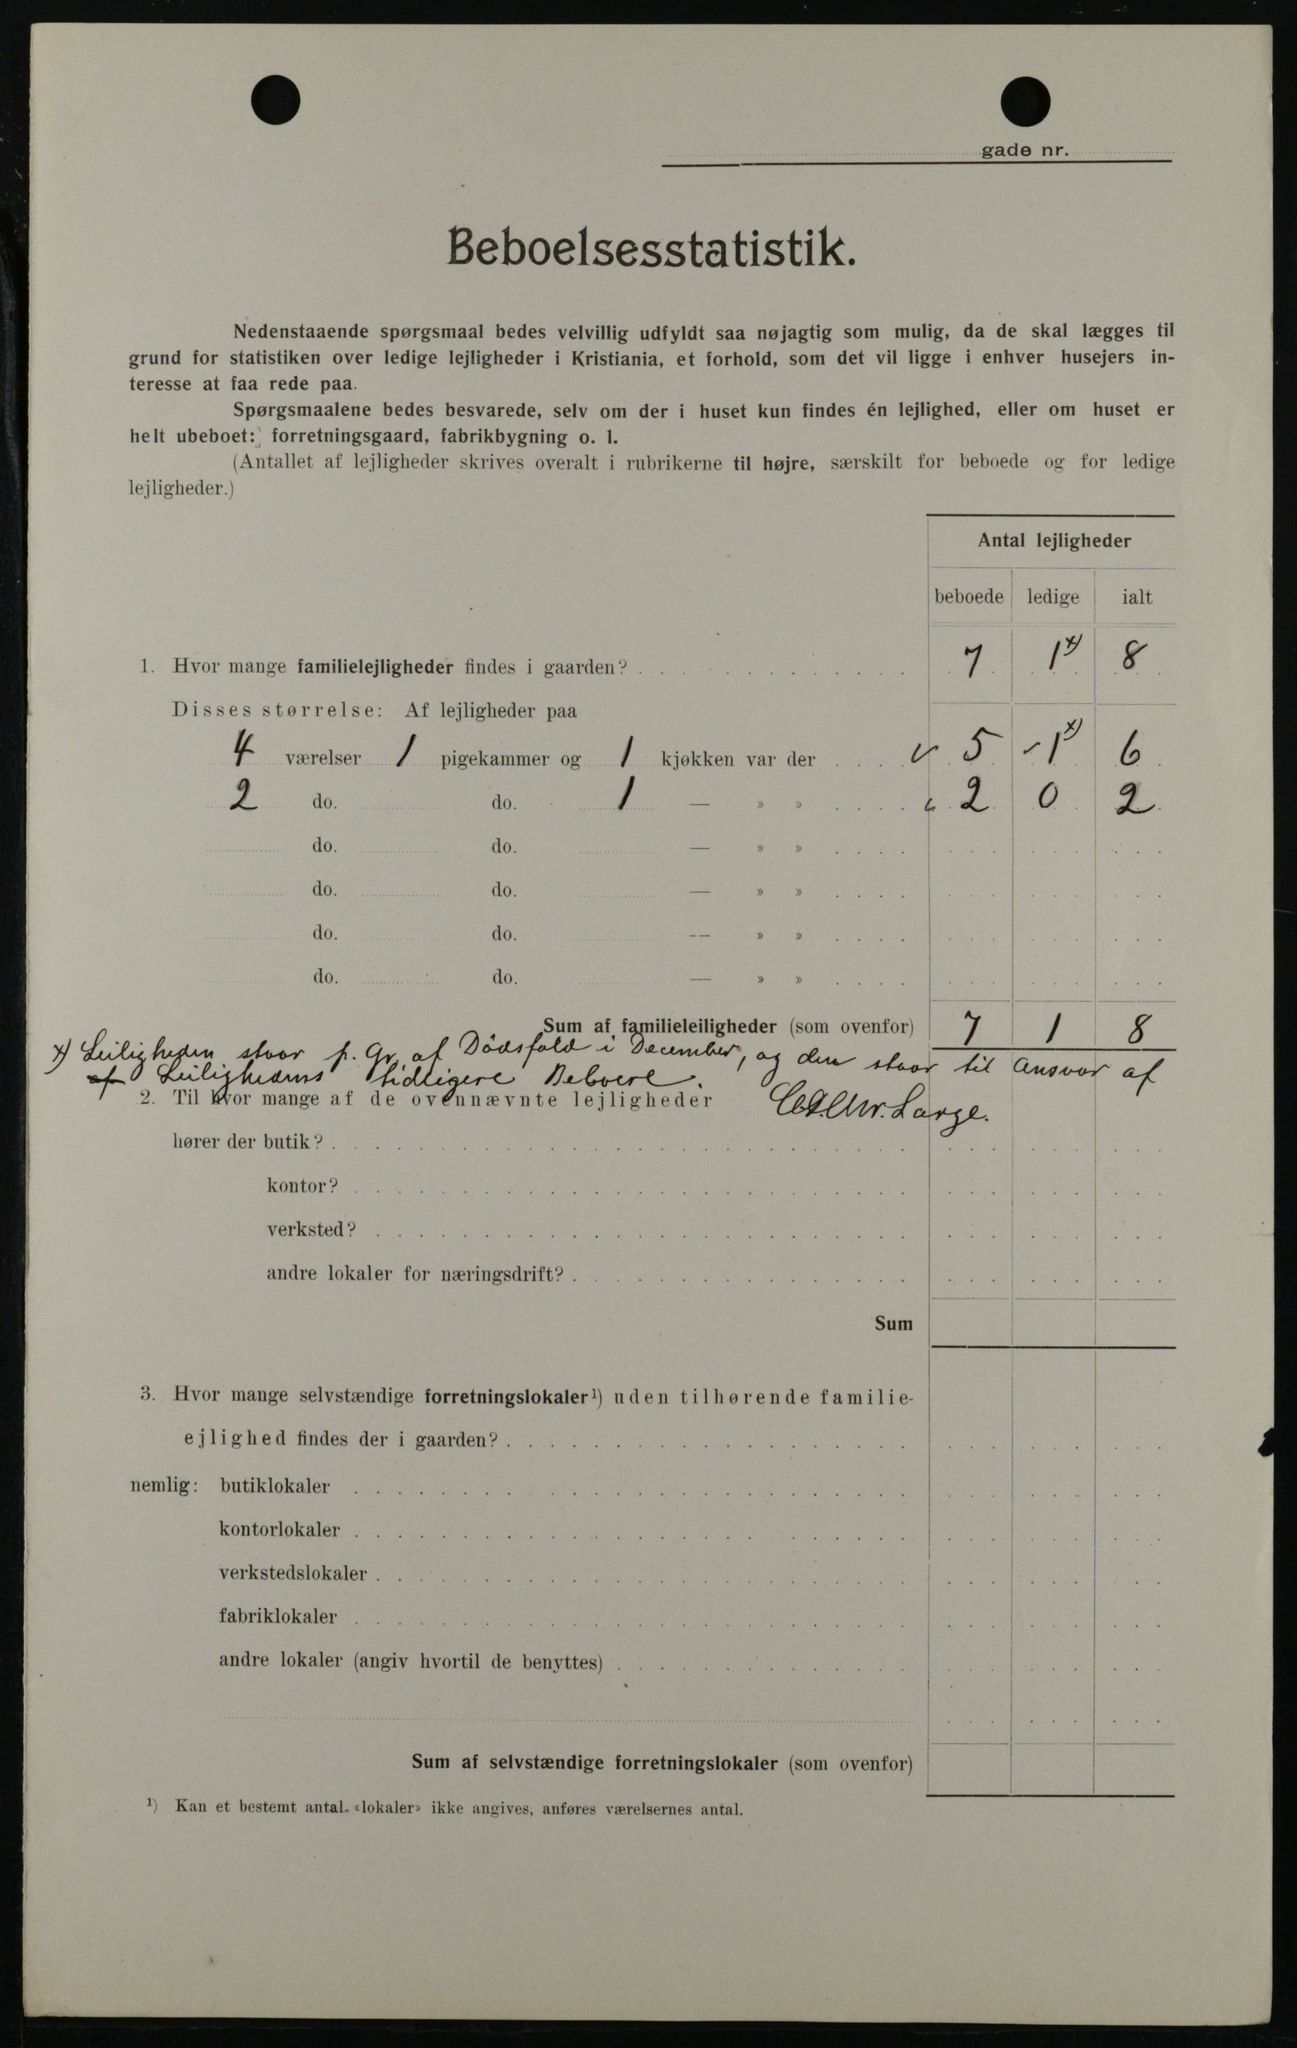 gade nr.
Beboelsesstatistik.
Nedenstaaende spørgsmaal bedes velvillig udfyldt saa nøjagtig som mulig, da de skal lægges til
grund for statistiken over ledige lejligheder i Kristiania, et forhold, som det vil ligge i enhver husejers in-
teresse at faa rede paa.
Spørgsmaalene bedes besvarede, selv om der i huset kun findes én lejlighed, eller om huset er
helt ubeboet: forretningsgaard, fabrikbygning o. l.
(Antallet af lejligheder skrives overalt i rubrikerne til højre, særskilt for beboede og for ledige
lejligheder.)
Antal lejligheder
beboede ledige ialt
1. Hvor mange familielejligheder findes i gaarden? 7 1x) 8
Disses størrelse: Af lejligheder paa
4 værelser 1 pigekammer og 1 kjøkken var der 5 1x) 6
2 do. do. 1 — » » 2 0 2
do. do. — » »
do. do. — » »
do. do. — » »
do. do. — » »
Sum af familieleiligheder (som ovenfor) 7 1 8
x) Leiligheden staar p. Gr. af Dödsfald i December, og den staar til Ansvar af
af Leilighedens tidligere Beboere.
2. Til hvor mange af de ovennævnte lejligheder
Lange.
hører der butik?
kontor?
verksted?
andre lokaler for næringsdrift?
Sum
3. Hvor mange selvstændige forretningslokaler¹) uden tilhørende familie-
ejlighed findes der i gaarden?
nemlig: butiklokaler
kontorlokaler
verkstedslokaler
fabriklokaler
andre lokaler (angiv hvortil de benyttes)
Sum af selvstændige forretningslokaler (som ovenfor)
¹) Kan et bestemt antal «lokaler» ikke angives, anføres værelsernes antal.